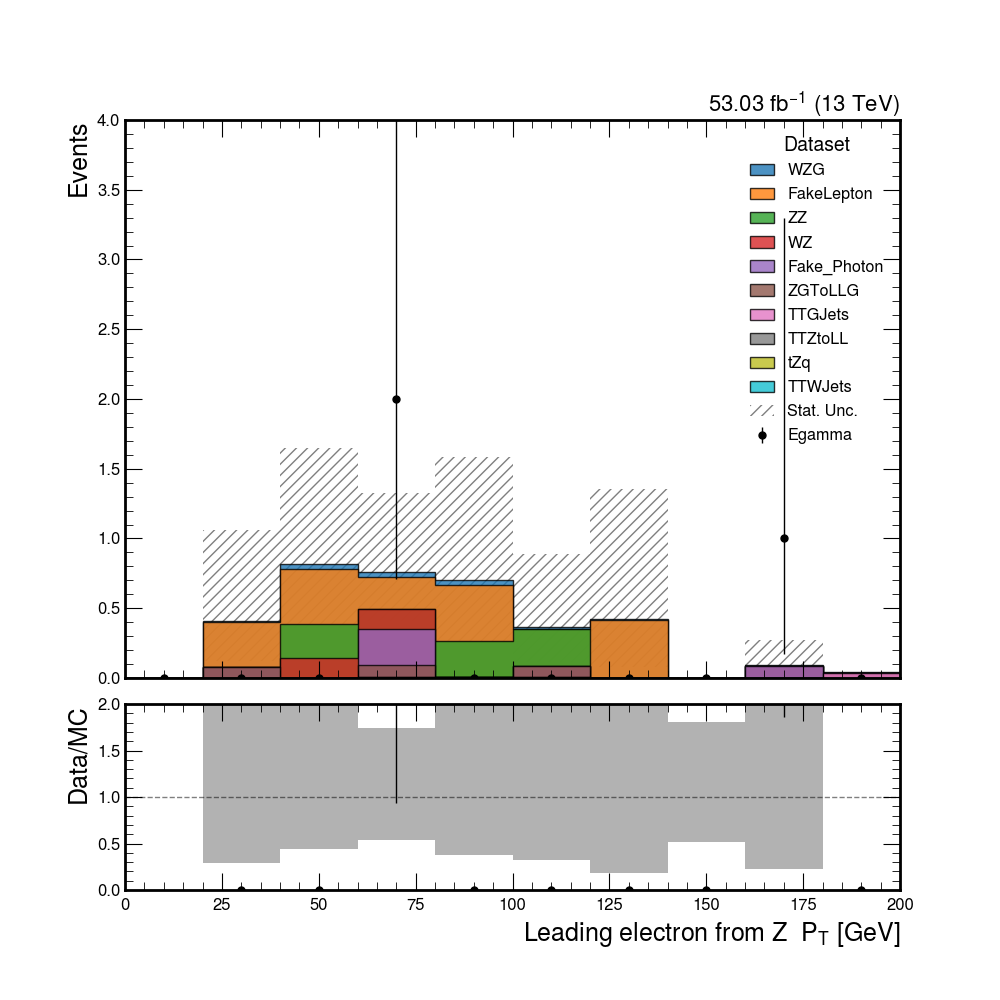 53.03 fb⁻¹ (13 TeV)
Events
4.0
3.5
3.0
2.5
2.0
1.5
1.0
0.5
0.0
Dataset
WZG
FakeLepton
ZZ
WZ
Fake_Photon
ZGToLLG
TTGJets
TTZtoLL
tZq
TTWJets
Stat. Unc.
Egamma
Data/MC
2.0
1.5
1.0
0.5
0.0
0 25 50 75 100 125 150 175 200
Leading electron from Z P_T [GeV]